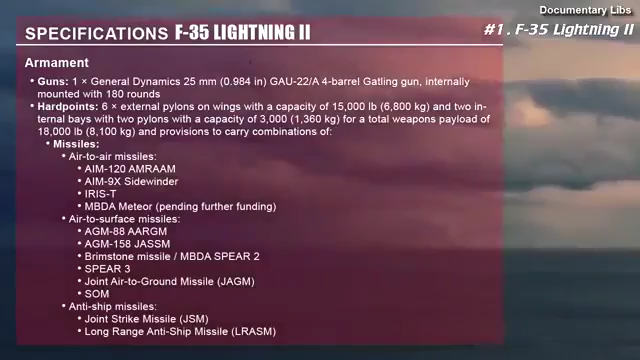 Documentary Libs
#1. F-35 Lightning II
SPECIFICATIONS F-35 LIGHTNING II
Armament
• Guns: 1 × General Dynamics 25 mm (0.984 in) GAU-22/A 4-barrel Gatling gun, internally
mounted with 180 rounds
• Hardpoints: 6 × external pylons on wings with a capacity of 15,000 lb (6,800 kg) and two in-
ternal bays with two pylons with a capacity of 3,000 (1,360 kg) for a total weapons payload of
18,000 lb (8,100 kg) and provisions to carry combinations of:
• Missiles:
• Air-to-air missiles:
• AIM-120 AMRAAM
• AIM-9X Sidewinder
• IRIS-T
• MBDA Meteor (pending further funding)
• Air-to-surface missiles:
• AGM-88 AARGM
• AGM-158 JASSM
• Brimstone missile / MBDA SPEAR 2
• SPEAR 3
• Joint Air-to-Ground Missile (JAGM)
• SOM
• Anti-ship missiles:
• Joint Strike Missile (JSM)
• Long Range Anti-Ship Missile (LRASM)